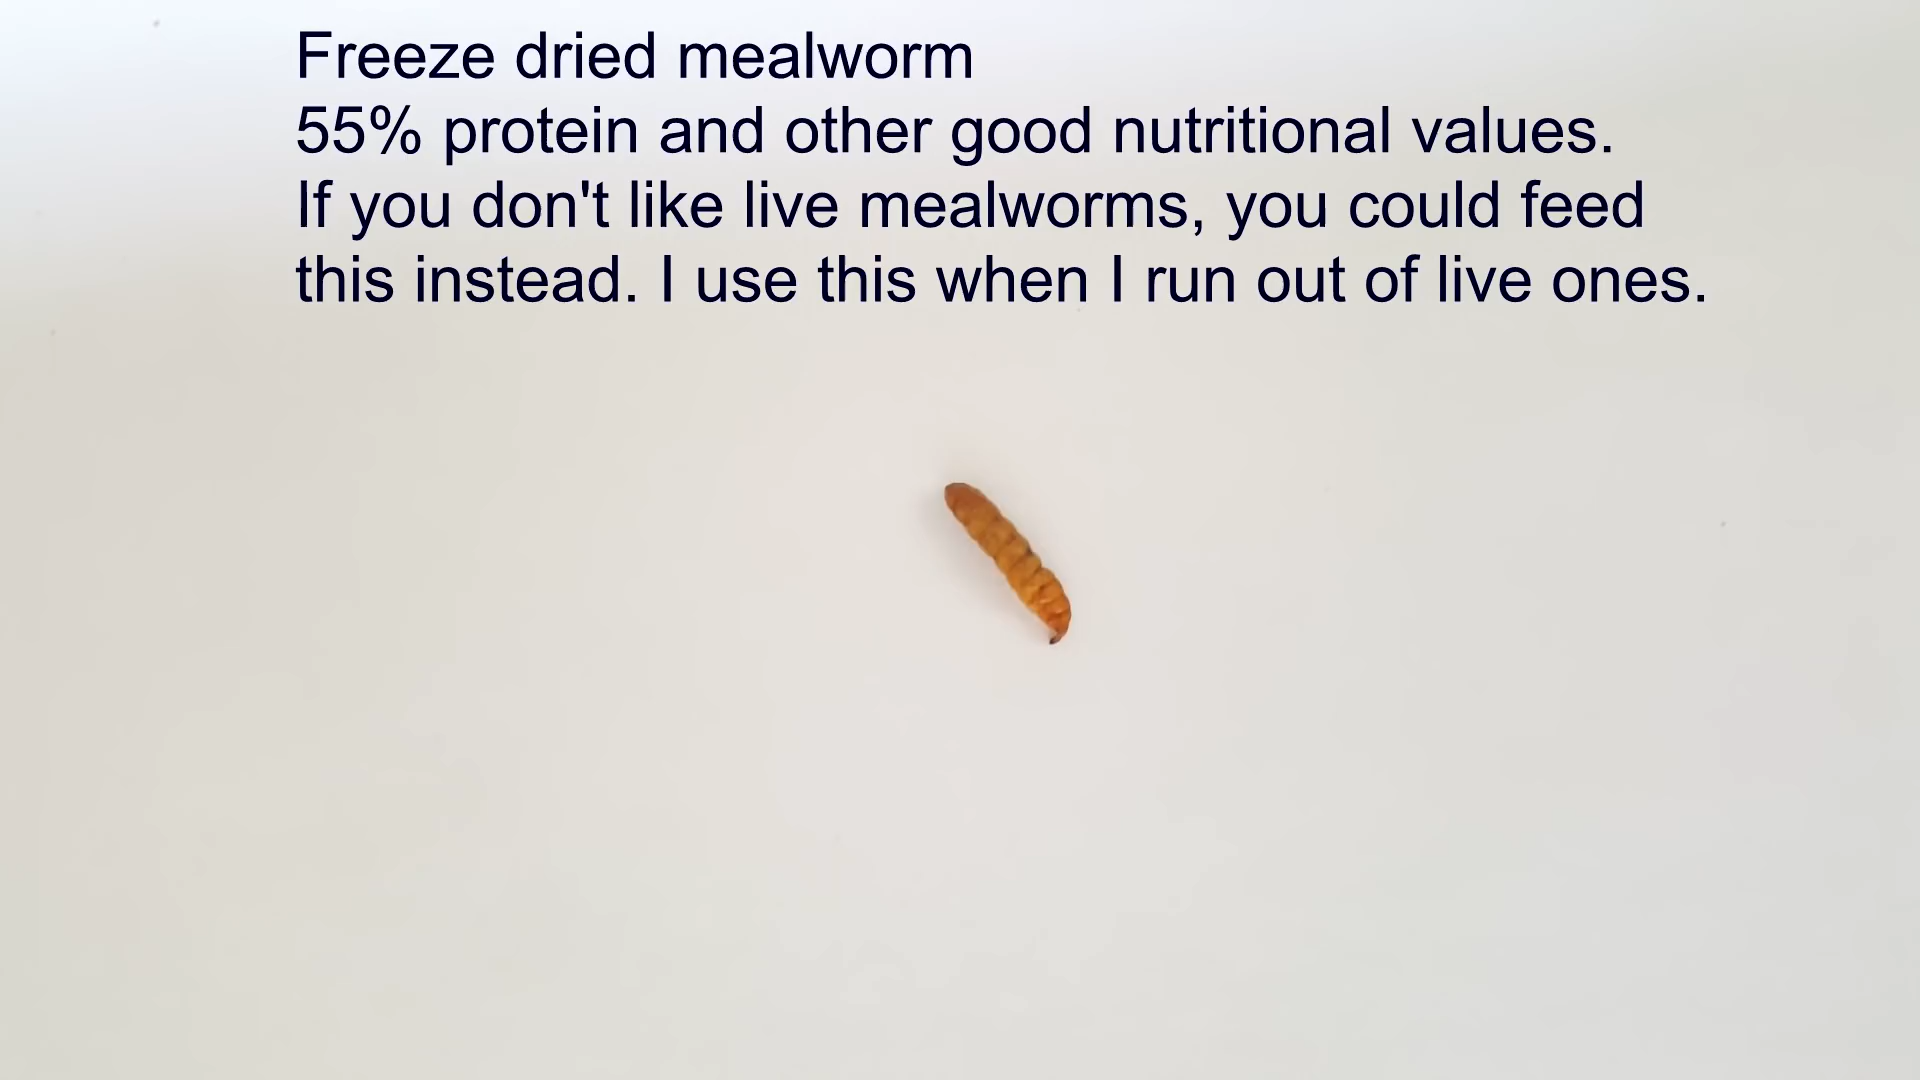 Freeze dried mealworm
55% protein and other good nutritional values.
If you don't like live mealworms, you could feed
this instead. I use this when I run out of live ones.